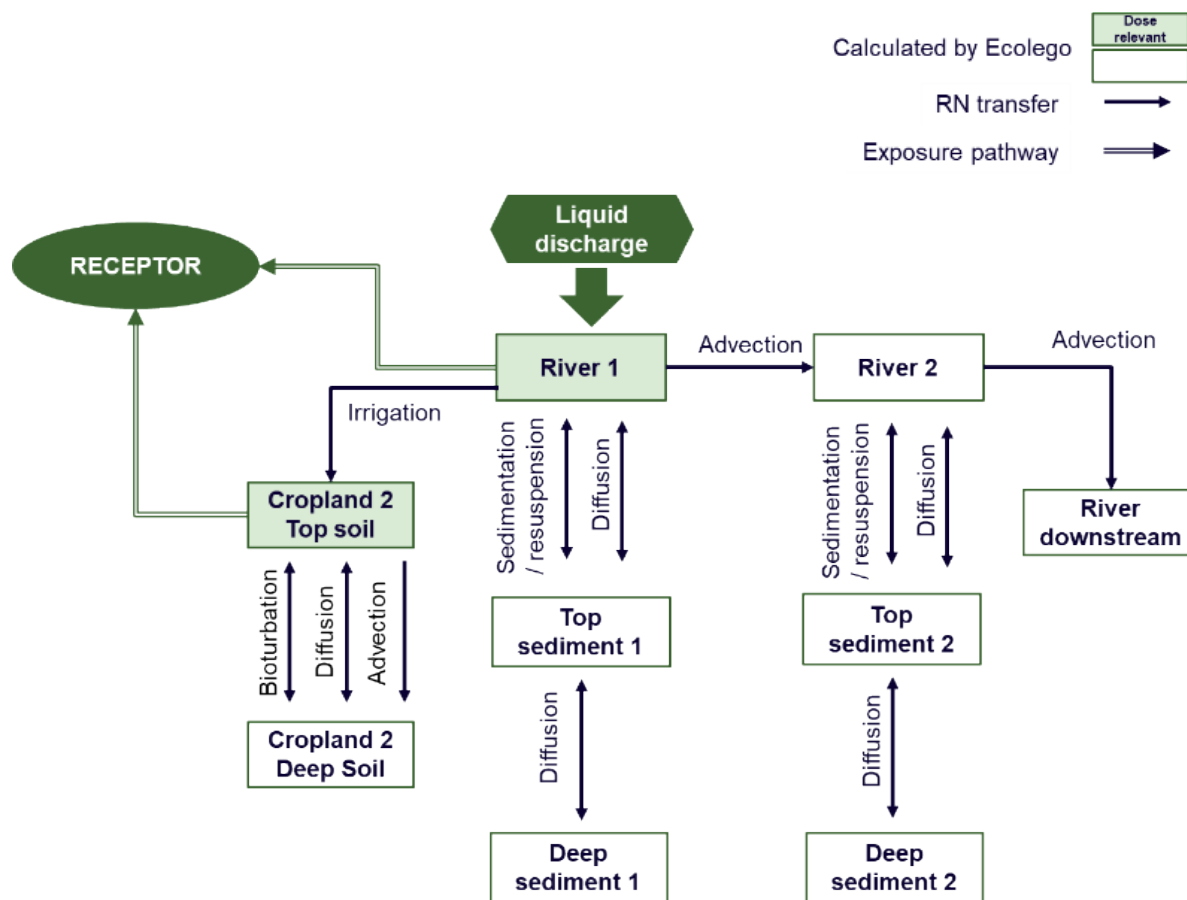 Dose
relevant
Calculated by Ecolego
RN transfer
Exposure pathway
Liquid
discharge
RECEPTOR
River 1
Advection
River 2
Advection
Irrigation
Sedimentation
/ resuspension
Diffusion
Sedimentation
/ resuspension
Diffusion
Cropland 2
Top soil
River
downstream
Bioturbation
Diffusion
Advection
Top
sediment 1
Top
sediment 2
Cropland 2
Deep Soil
Diffusion
Diffusion
Deep
sediment 1
Deep
sediment 2